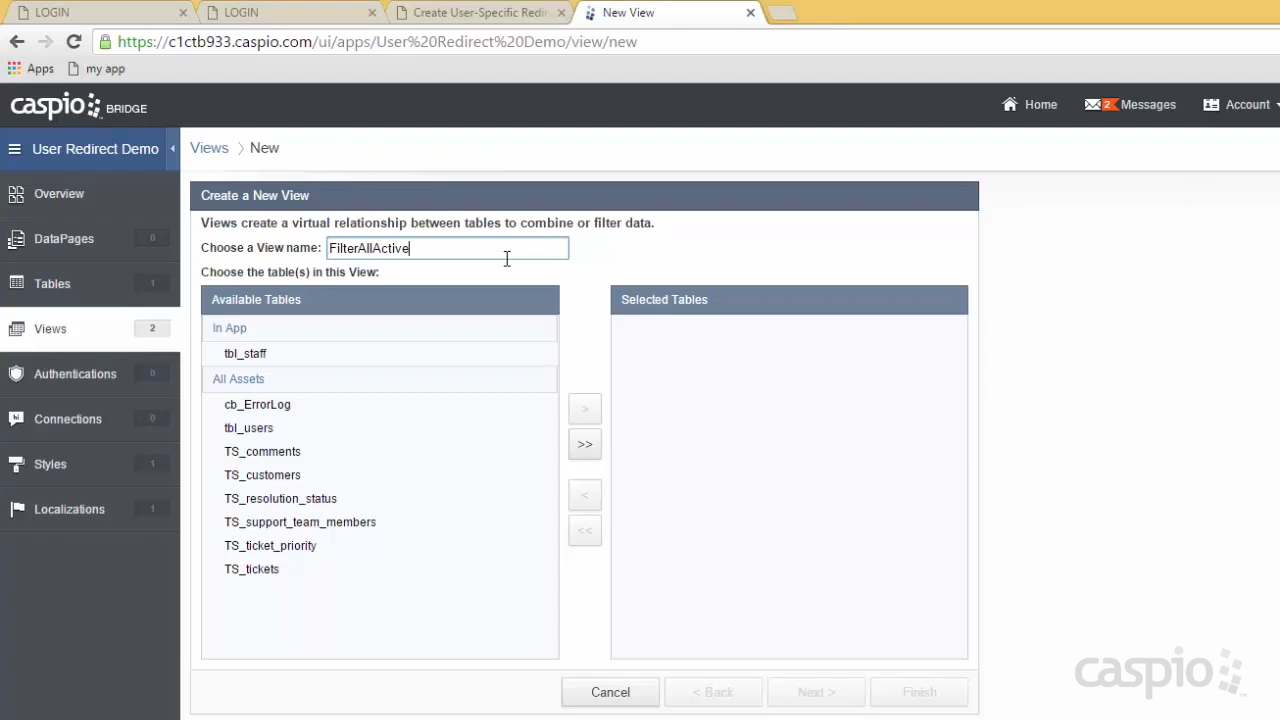 LOGIN
LOGIN
Create User-Specific Redir
New View
https://c1ctb933.caspio.com/ui/apps/User%20Redirect%20Demo/view/new
Apps
my app
caspio BRIDGE
Home
2
Messages
Account
User Redirect Demo
Views
New
Overview
DataPages
0
Tables
1
Views
2
Authentications
0
Connections
0
Styles
1
Localizations
1
Create a New View
Views create a virtual relationship between tables to combine or filter data.
Choose a View name: FilterAllActive
Choose the table(s) in this View:
Available Tables
In App
tbl_staff
All Assets
cb_ErrorLog
tbl_users
TS_comments
TS_customers
TS_resolution_status
TS_support_team_members
TS_ticket_priority
TS_tickets
>
>>
<
<<
Selected Tables
Cancel
< Back
Next >
Finish
caspio